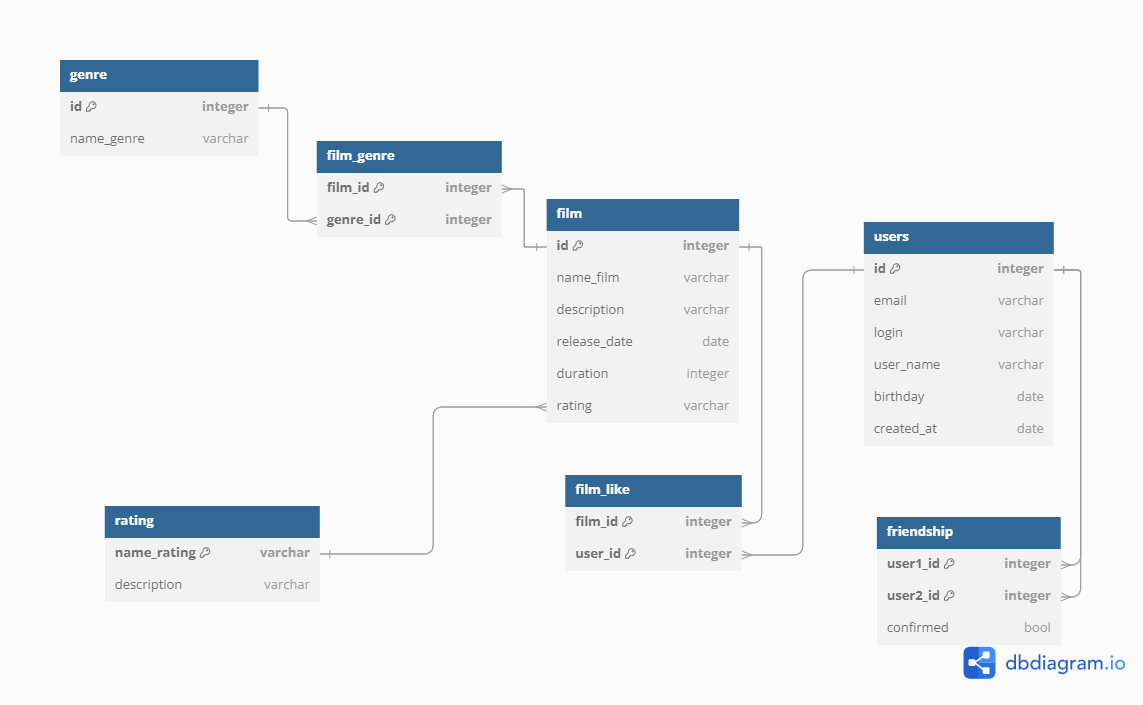 genre
id integer
name_genre varchar
film_genre
film_id integer
genre_id integer
film
id integer
name_film varchar
description varchar
release_date date
duration integer
rating varchar
users
id integer
email varchar
login varchar
user_name varchar
birthday date
created_at date
film_like
film_id integer
user_id integer
rating
name_rating varchar
description varchar
friendship
user1_id integer
user2_id integer
confirmed bool
dbdiagram.io